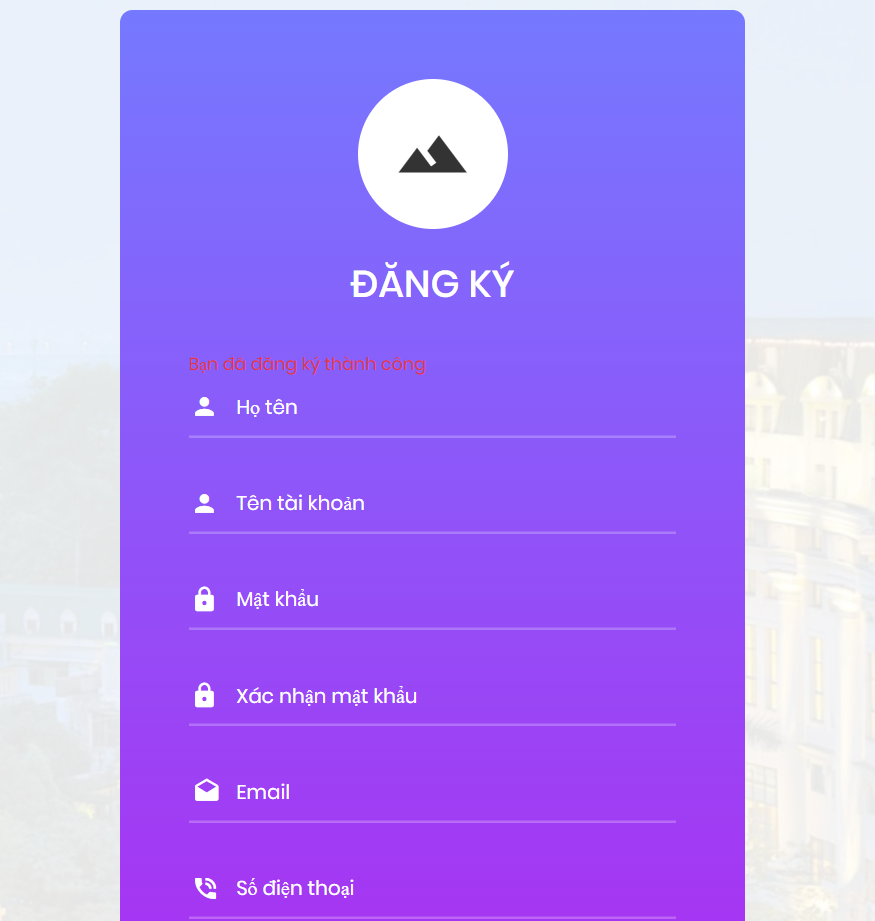 ĐĂNG KÝ
Bạn đã đăng ký thành công
Họ tên
Tên tài khoản
Mật khẩu
Xác nhận mật khẩu
Email
Số điện thoại